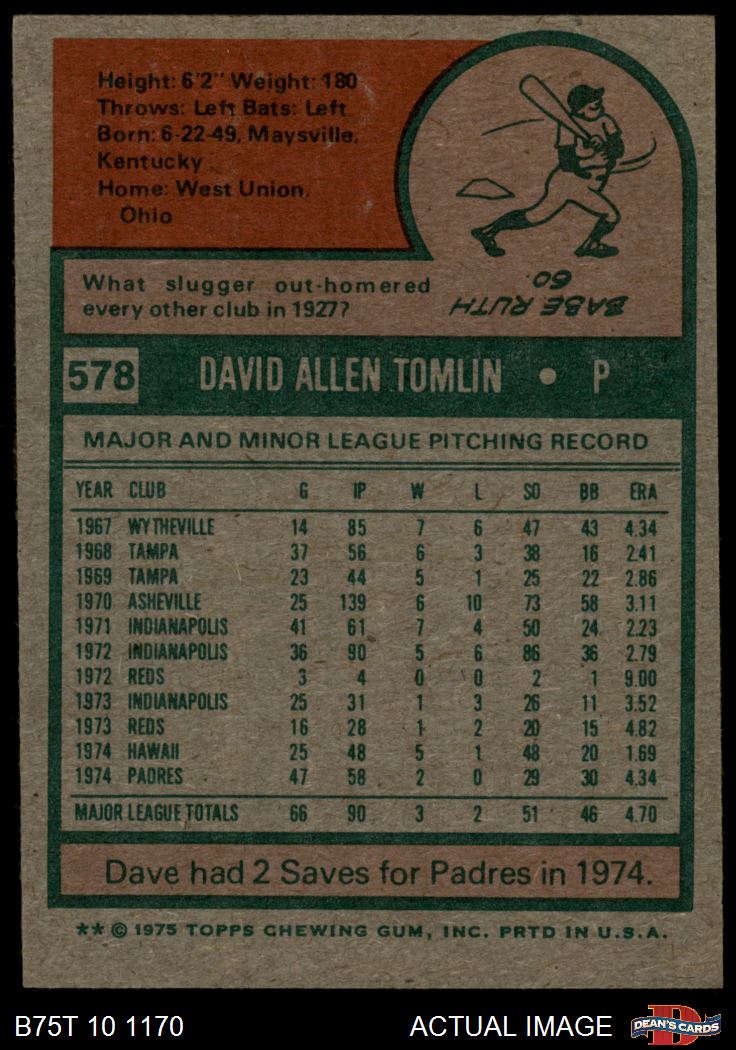 Height: 6'2" Weight: 180
Throws: Left Bats: Left
Born: 6-22-49, Maysville,
Kentucky
Home: West Union,
Ohio
What slugger out-homered
every other club in 1927?
BABE RUTH
60
578 DAVID ALLEN TOMLIN • P
MAJOR AND MINOR LEAGUE PITCHING RECORD
YEAR CLUB G IP W L SO BB ERA
1967 WYTHEVILLE 14 85 7 6 47 43 4.34
1968 TAMPA 37 56 6 3 38 16 2.41
1969 TAMPA 23 44 5 1 25 22 2.86
1970 ASHEVILLE 25 139 6 10 73 58 3.11
1971 INDIANAPOLIS 41 61 7 4 50 24 2.23
1972 INDIANAPOLIS 36 90 5 6 86 36 2.79
1972 REDS 3 4 0 0 2 1 9.00
1973 INDIANAPOLIS 25 31 1 3 26 11 3.52
1973 REDS 16 28 1 2 20 15 4.82
1974 HAWAII 25 48 5 1 48 20 1.69
1974 PADRES 47 58 2 0 29 30 4.34
MAJOR LEAGUE TOTALS 66 90 3 2 51 46 4.70
Dave had 2 Saves for Padres in 1974.
** © 1975 TOPPS CHEWING GUM, INC. PRTD IN U.S.A.
B75T 10 1170 ACTUAL IMAGE DEAN'S CARDS